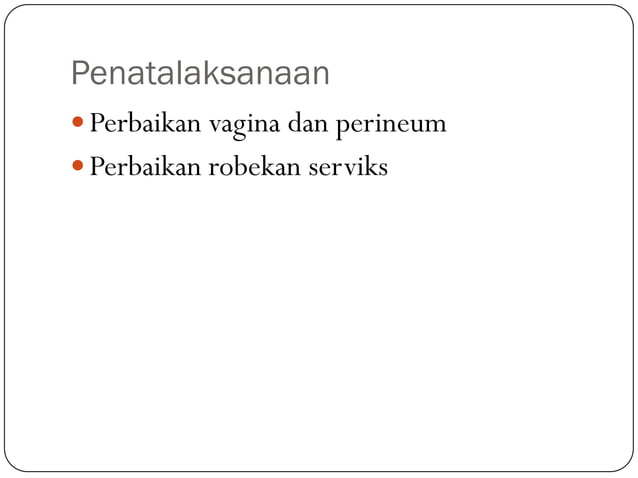 Penatalaksanaan
• Perbaikan vagina dan perineum
• Perbaikan robekan serviks